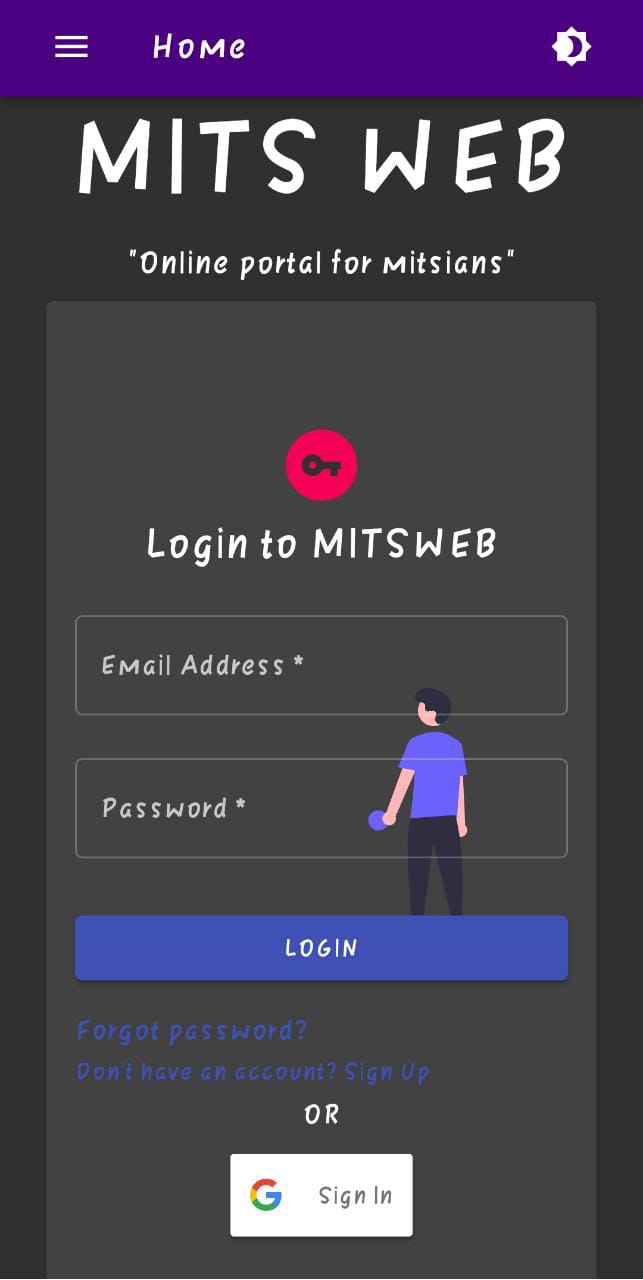 Home
MITS WEB
"Online portal for Mitsians"
Login to MITSWEB
Email Address *
Password *
LOGIN
Forgot password?
Don't have an account? Sign Up
OR
Sign In